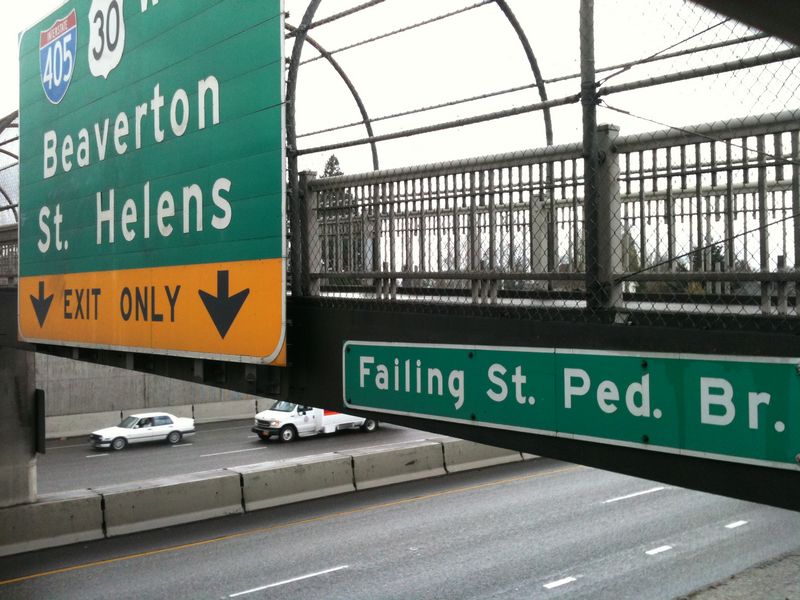 INTERSTATE
405
30
Beaverton
St. Helens
EXIT ONLY
Failing St. Ped. Br.